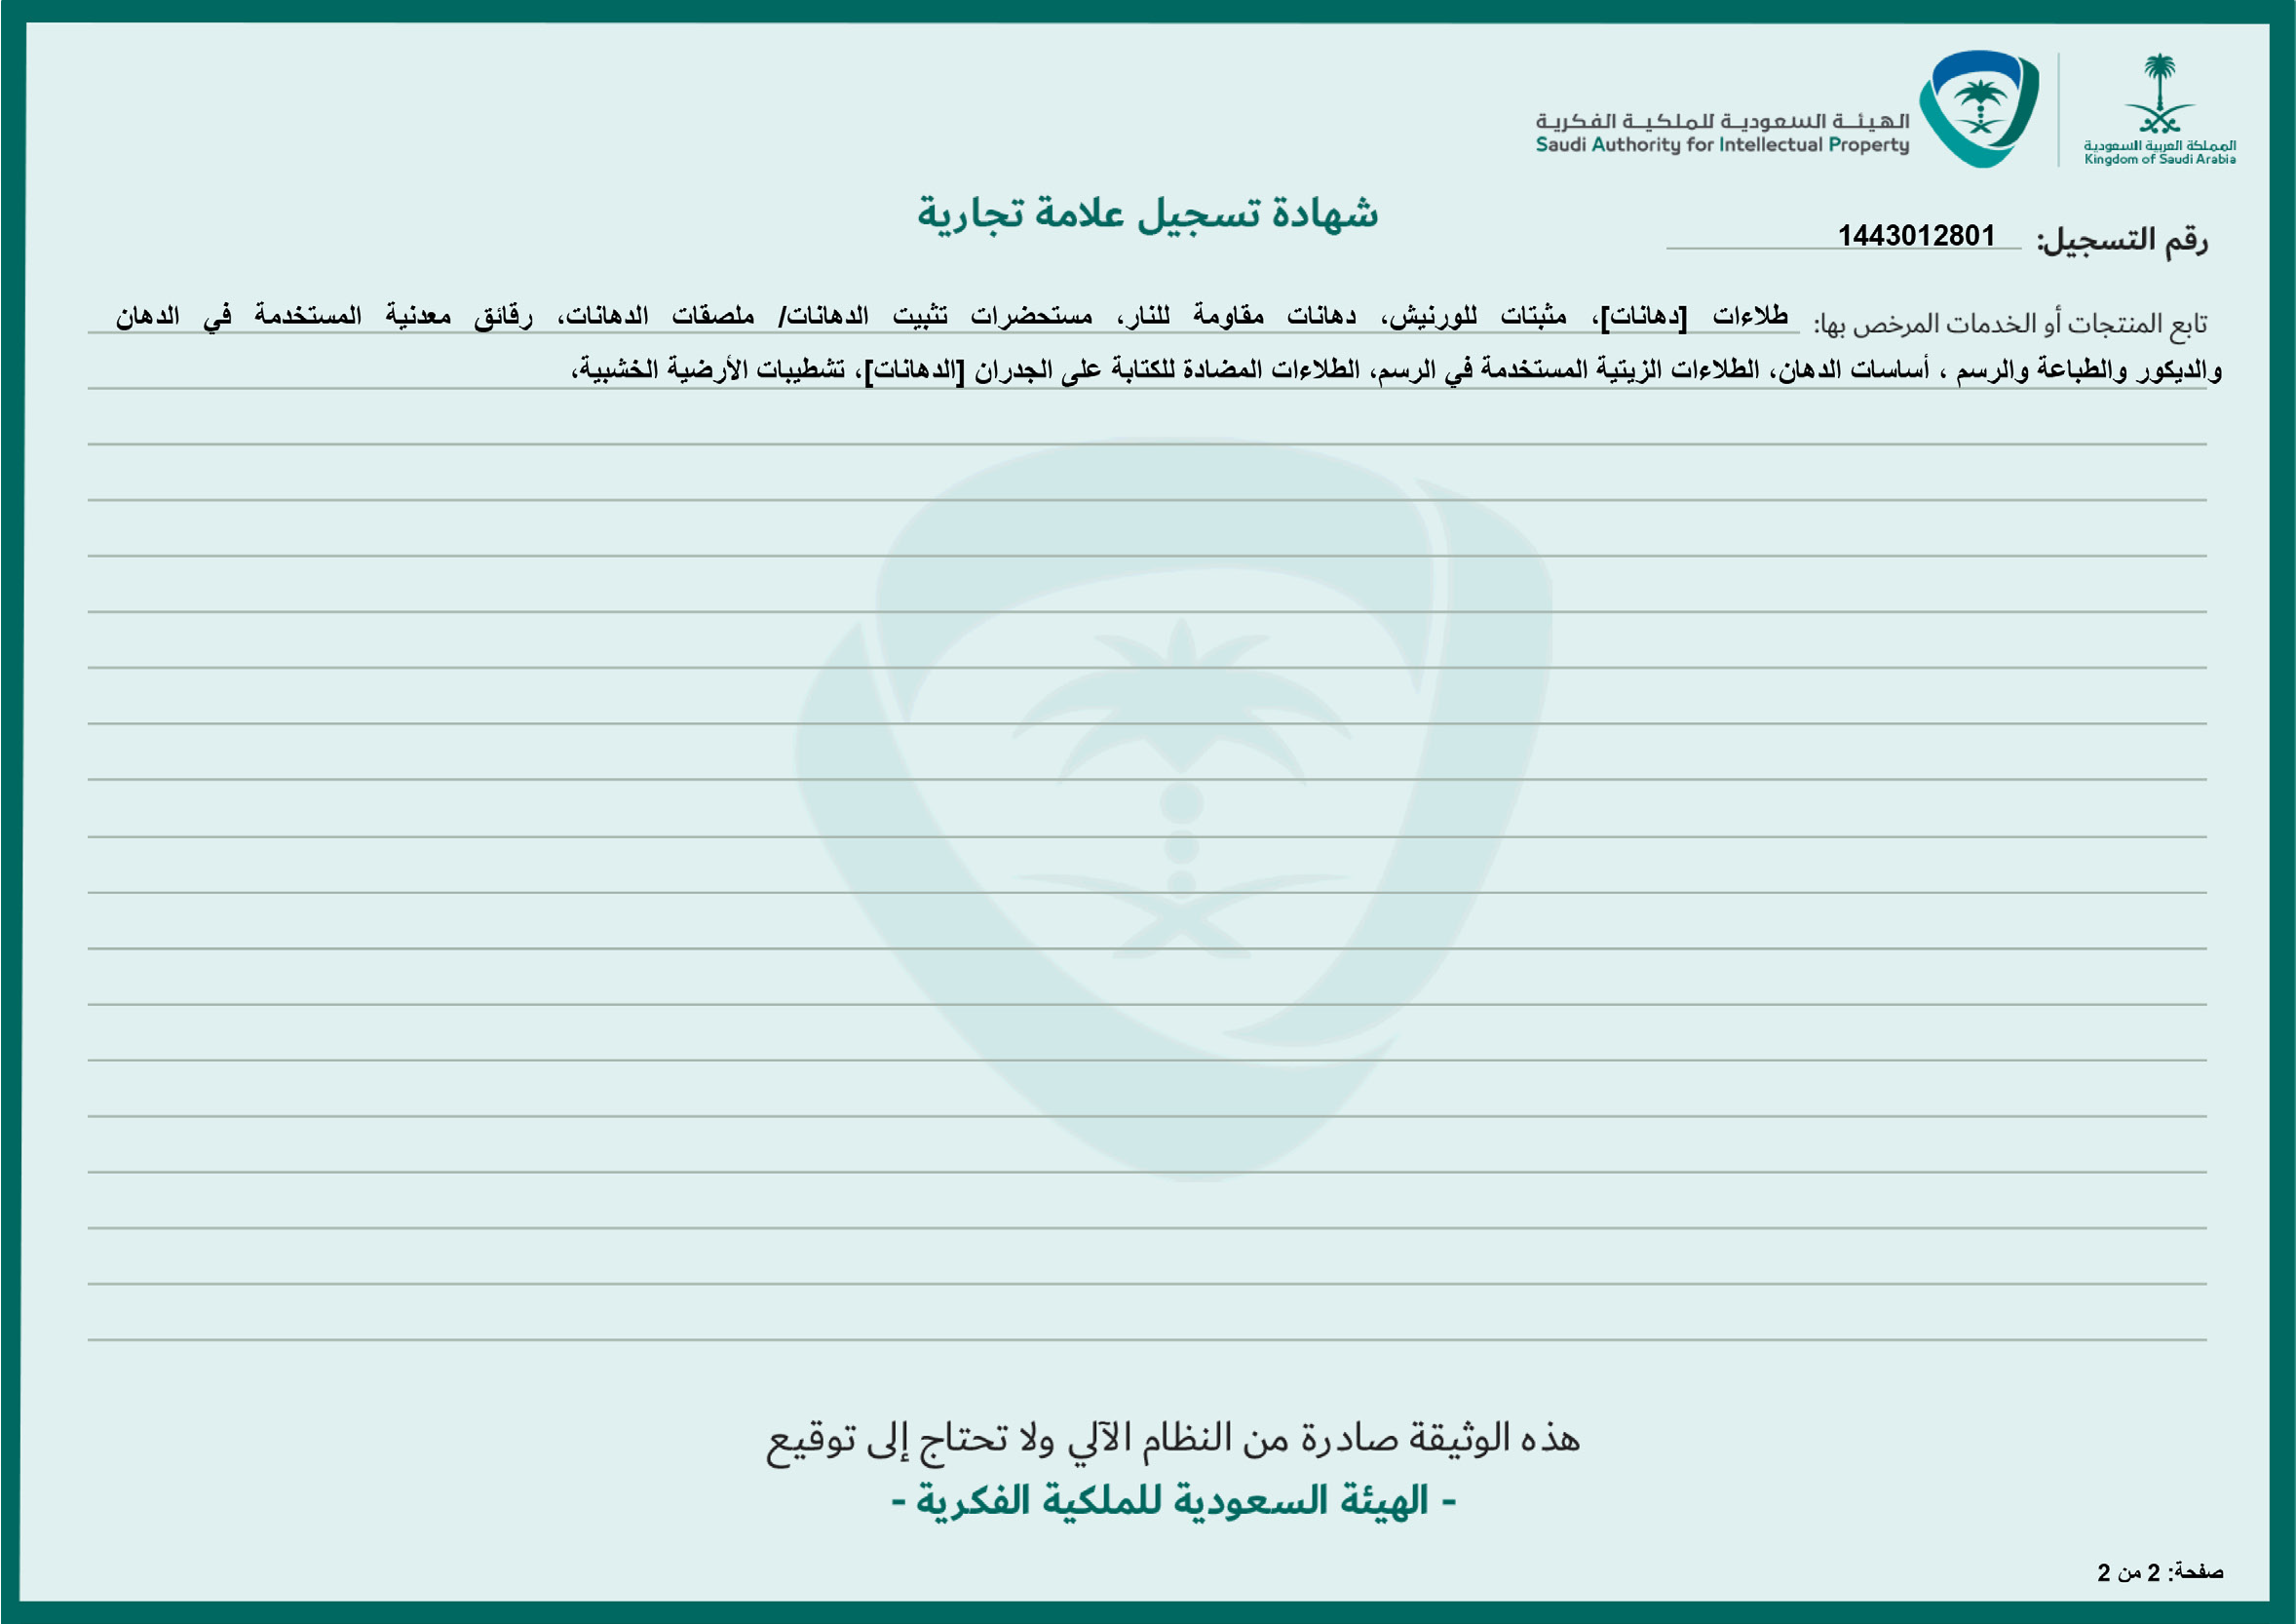 المملكة العربية السعودية
Kingdom of Saudi Arabia
الهيئة السعودية للملكية الفكرية
Saudi Authority for Intellectual Property
شهادة تسجيل علامة تجارية
رقم التسجيل: 1443012801
تابع المنتجات أو الخدمات المرخص بها: طلاءات [دهانات]، مثبتات للورنيش، دهانات مقاومة للنار، مستحضرات تثبيت الدهانات/ ملصقات الدهانات، رقائق معدنية المستخدمة في الدهان
والديكور والطباعة والرسم ، أساسات الدهان، الطلاءات الزيتية المستخدمة في الرسم، الطلاءات المضادة للكتابة على الجدران [الدهانات]، تشطيبات الأرضية الخشبية،
هذه الوثيقة صادرة من النظام الآلي ولا تحتاج إلى توقيع
- الهيئة السعودية للملكية الفكرية -
صفحة: 2 من 2